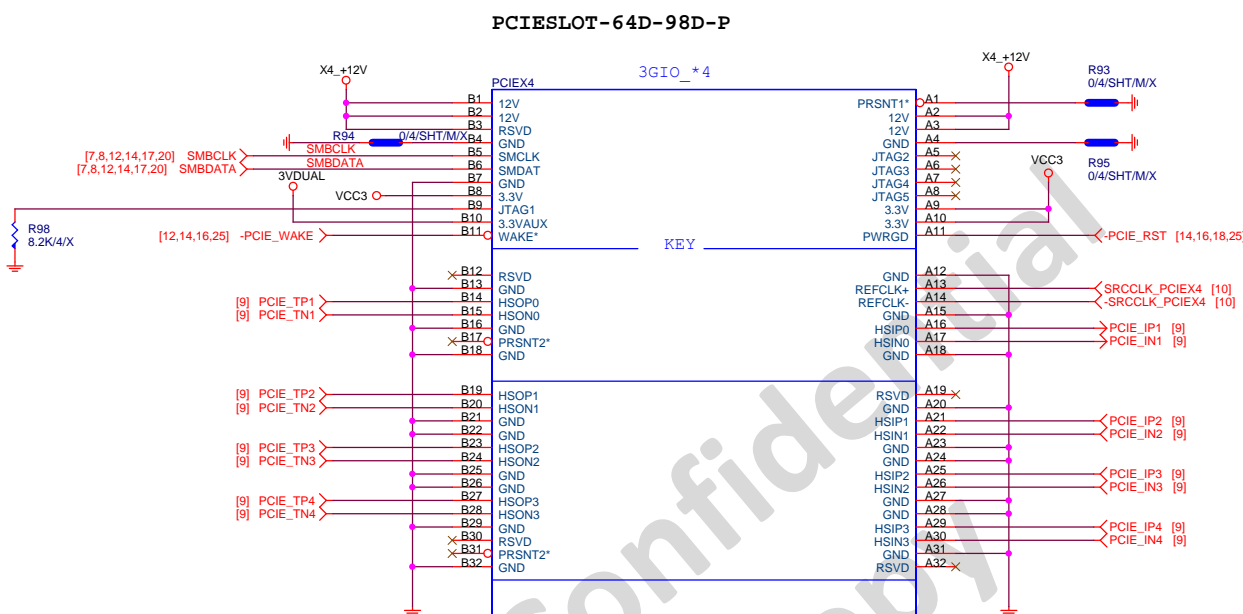 PCIESLOT-64D-98D-P
X4_+12V
3GIO_*4
X4_+12V
PCIEX4
R93
0/4/SHT/M/X
B1 12V
PRSNT1* A1
B2 12V
12V A2
B3 RSVD
12V A3
R94 0/4/SHT/M/X
B4 GND
GND A4
R95
0/4/SHT/M/X
[7,8,12,14,17,20] SMBCLK SMBCLK B5 SMCLK
JTAG2 A5
[7,8,12,14,17,20] SMBDATA SMBDATA B6 SMDAT
JTAG3 A6
VCC3
3VDUAL
B7 GND
JTAG4 A7
VCC3 B8 3.3V
JTAG5 A8
B9 JTAG1
3.3V A9
B10 3.3VAUX
3.3V A10
R98
8.2K/4/X
[12,14,16,25] -PCIE_WAKE B11 WAKE*
PWRGD A11 -PCIE_RST [14,16,18,25]
KEY
B12 RSVD
GND A12
B13 GND
REFCLK+ A13 SRCCLK_PCIEX4 [10]
[9] PCIE_TP1 B14 HSOP0
REFCLK- A14 -SRCCLK_PCIEX4 [10]
[9] PCIE_TN1 B15 HSON0
GND A15
B16 GND
HSIP0 A16 PCIE_IP1 [9]
B17 PRSNT2*
HSIN0 A17 PCIE_IN1 [9]
B18 GND
GND A18
[9] PCIE_TP2 B19 HSOP1
RSVD A19
[9] PCIE_TN2 B20 HSON1
GND A20
B21 GND
HSIP1 A21 PCIE_IP2 [9]
B22 GND
HSIN1 A22 PCIE_IN2 [9]
[9] PCIE_TP3 B23 HSOP2
GND A23
[9] PCIE_TN3 B24 HSON2
GND A24
B25 GND
HSIP2 A25 PCIE_IP3 [9]
B26 GND
HSIN2 A26 PCIE_IN3 [9]
[9] PCIE_TP4 B27 HSOP3
GND A27
[9] PCIE_TN4 B28 HSON3
GND A28
B29 GND
HSIP3 A29 PCIE_IP4 [9]
B30 RSVD
HSIN3 A30 PCIE_IN4 [9]
B31 PRSNT2*
GND A31
B32 GND
RSVD A32
Confidential